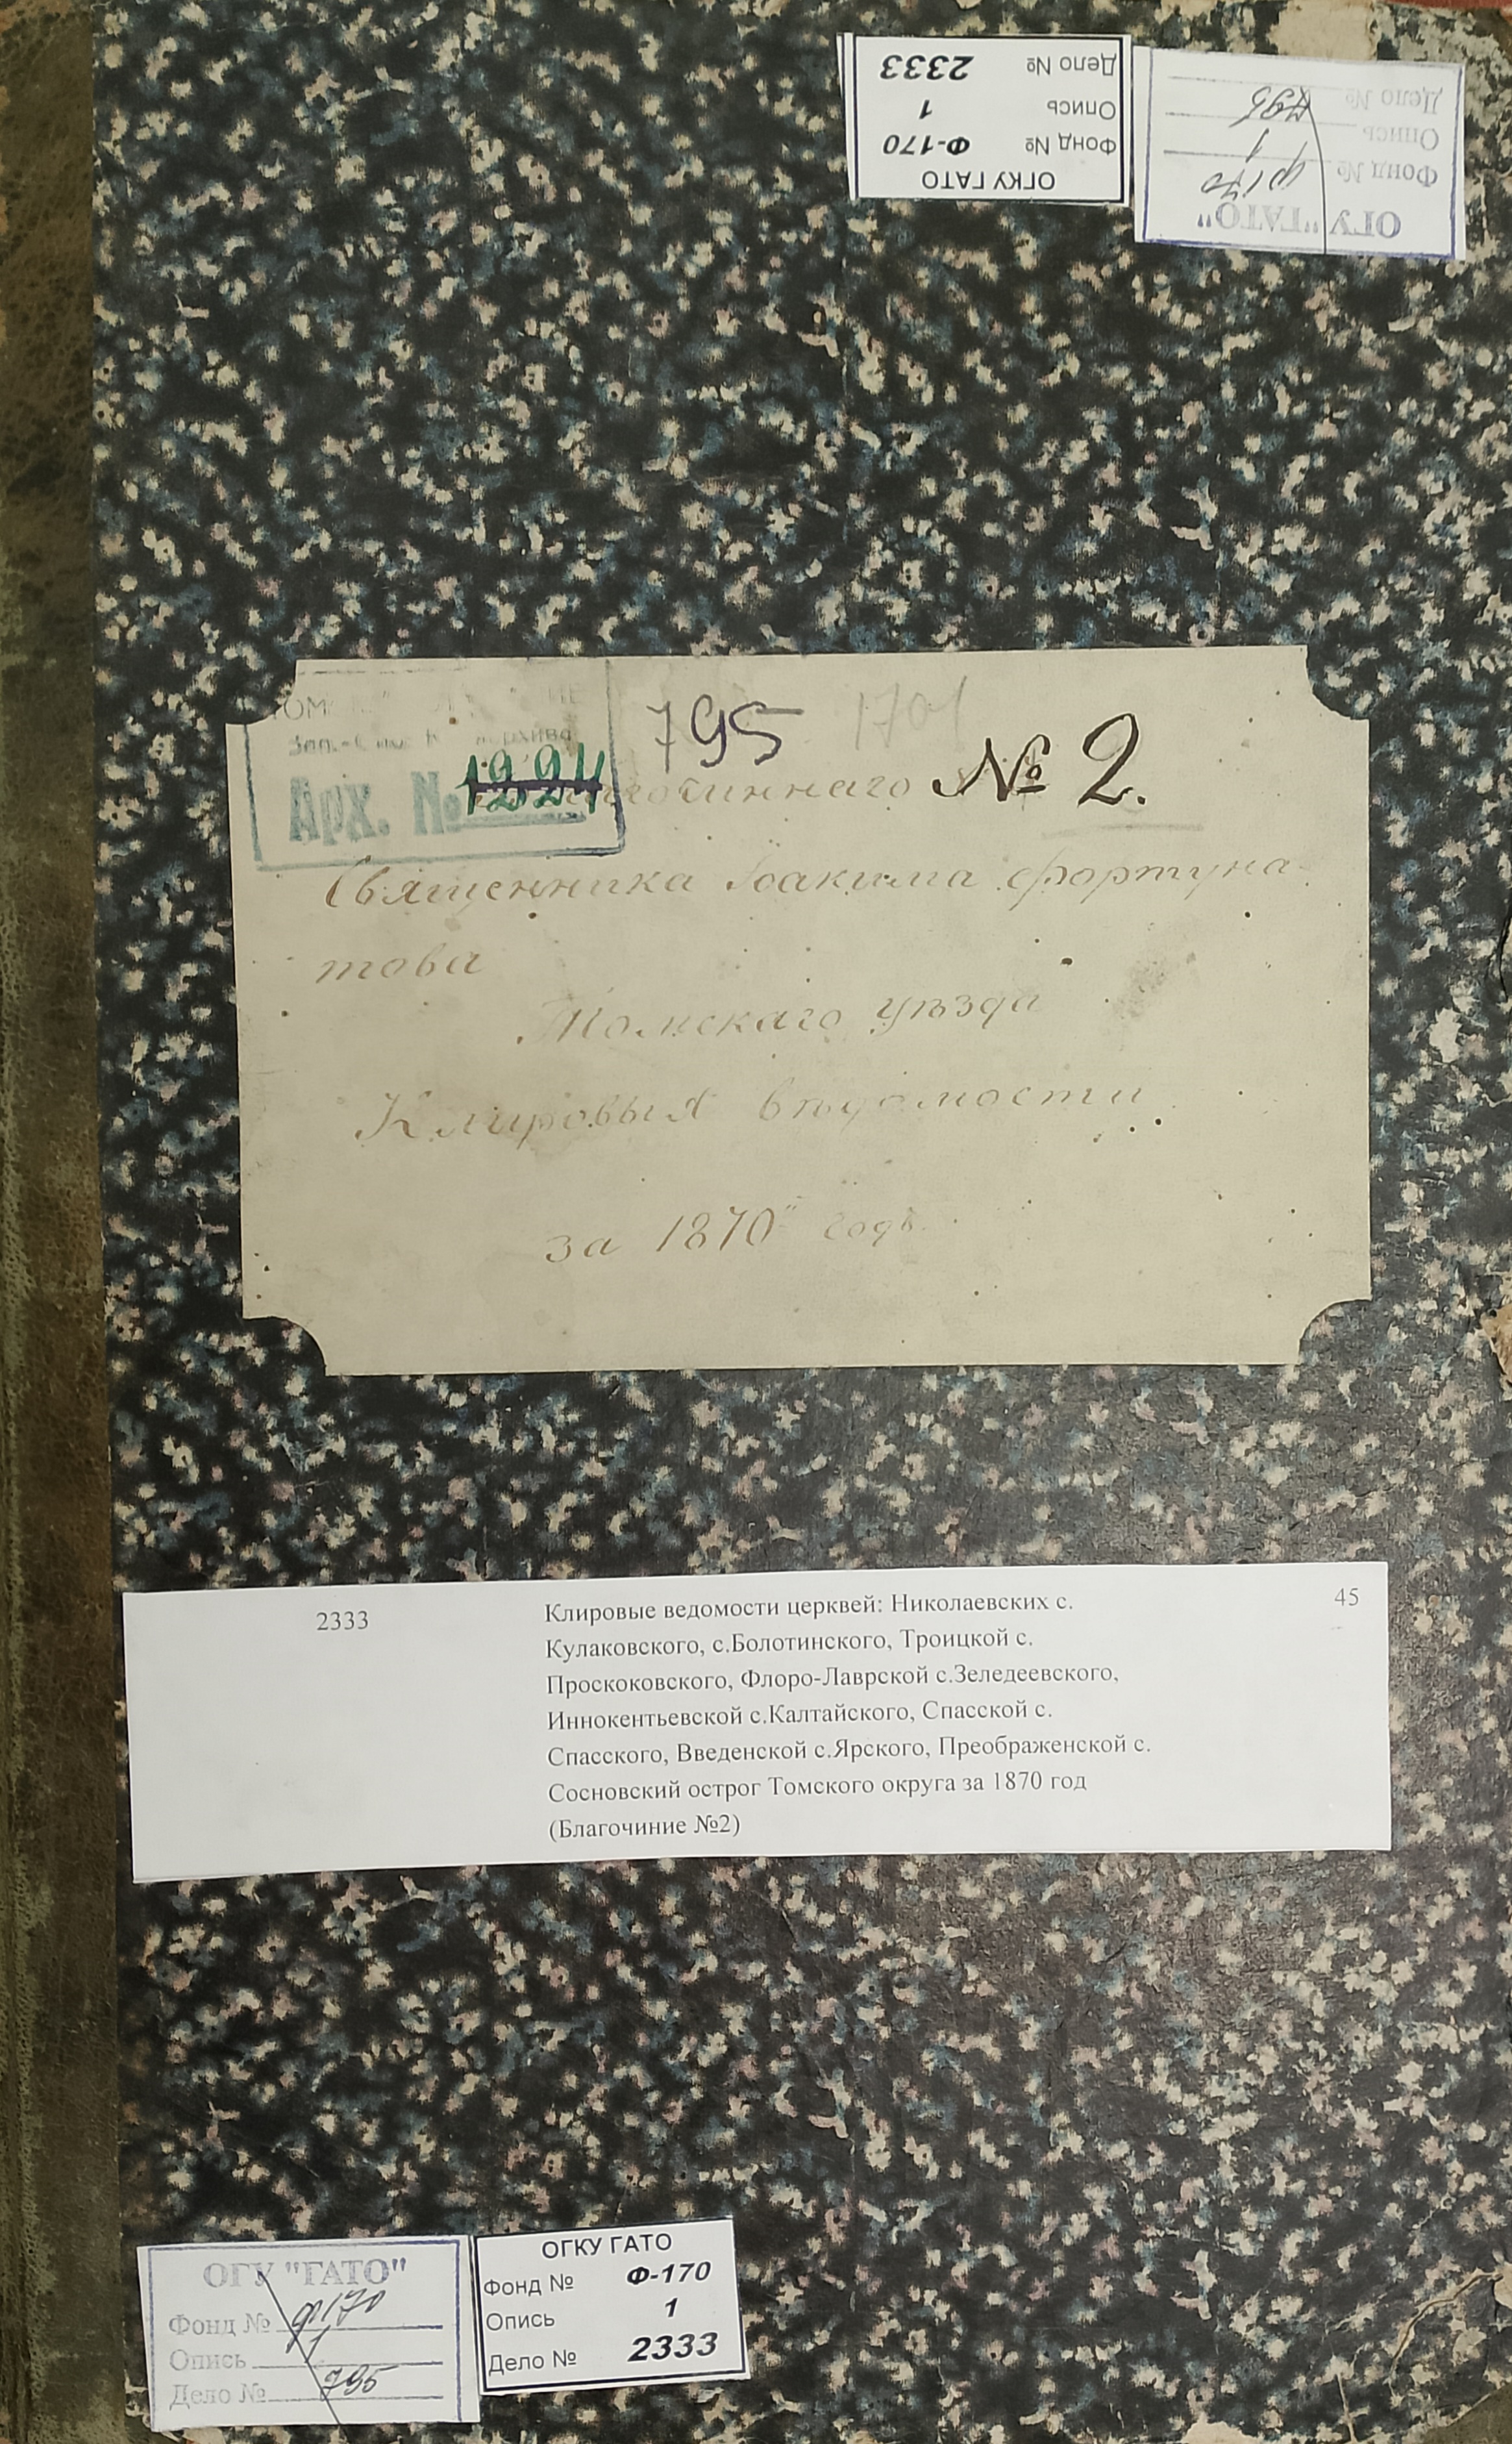 ОГКУ ГАТО
Фонд № Ф-170
Опись 1
Дело № 2333
ОГУ "ГАТО"
Фонд № ф170
Опись 1
Дело № 795
795 1701
Арх. № 1224
№ 2.
Священника Іоакима Фортуна-
това
Томскаго уѣзда
Клировыя вѣдомости
за 1870й годъ.
2333 Клировые ведомости церквей: Николаевских с. 45
Кулаковского, с.Болотинского, Троицкой с.
Проскоковского, Флоро-Лаврской с.Зеледеевского,
Иннокентьевской с.Калтайского, Спасской с.
Спасского, Введенской с.Ярского, Преображенской с.
Сосновский острог Томского округа за 1870 год
(Благочиние №2)
ОГУ "ГАТО"
Фонд № ф170
Опись 1
Дело № 795
ОГКУ ГАТО
Фонд № Ф-170
Опись 1
Дело № 2333